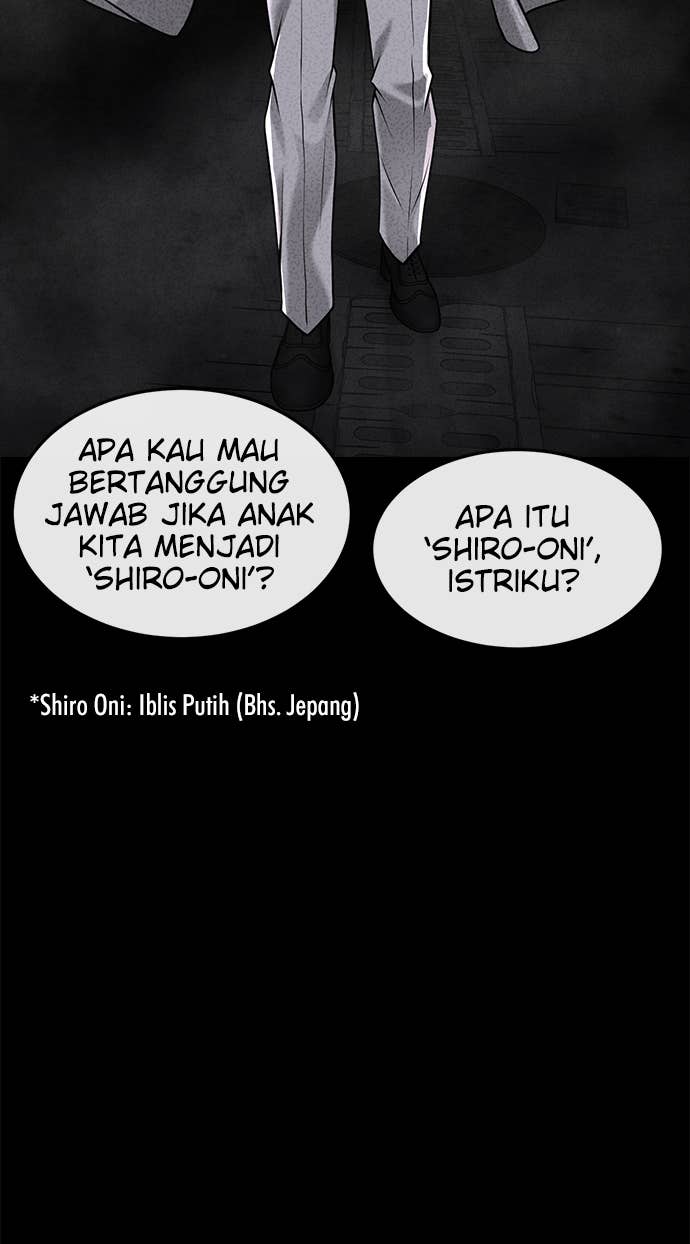 APA KAU MAU
BERTANGGUNG
JAWAB JIKA ANAK
KITA MENJADI
‘SHIRO-ONI’?
APA ITU
‘SHIRO-ONI’,
ISTRIKU?
*Shiro Oni: Iblis Putih (Bhs. Jepang)